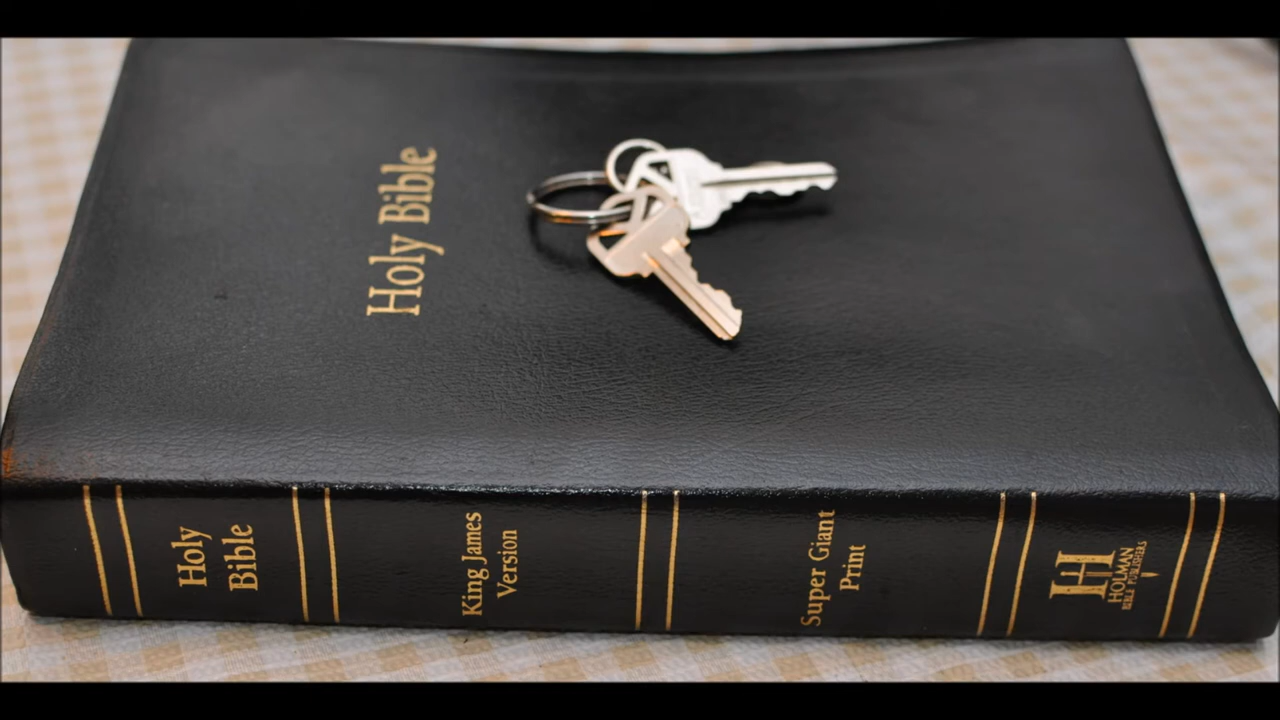 Holy Bible
Holy
Bible
King James
Version
Super Giant
Print
HOLMAN
BIBLE PUBLISHERS